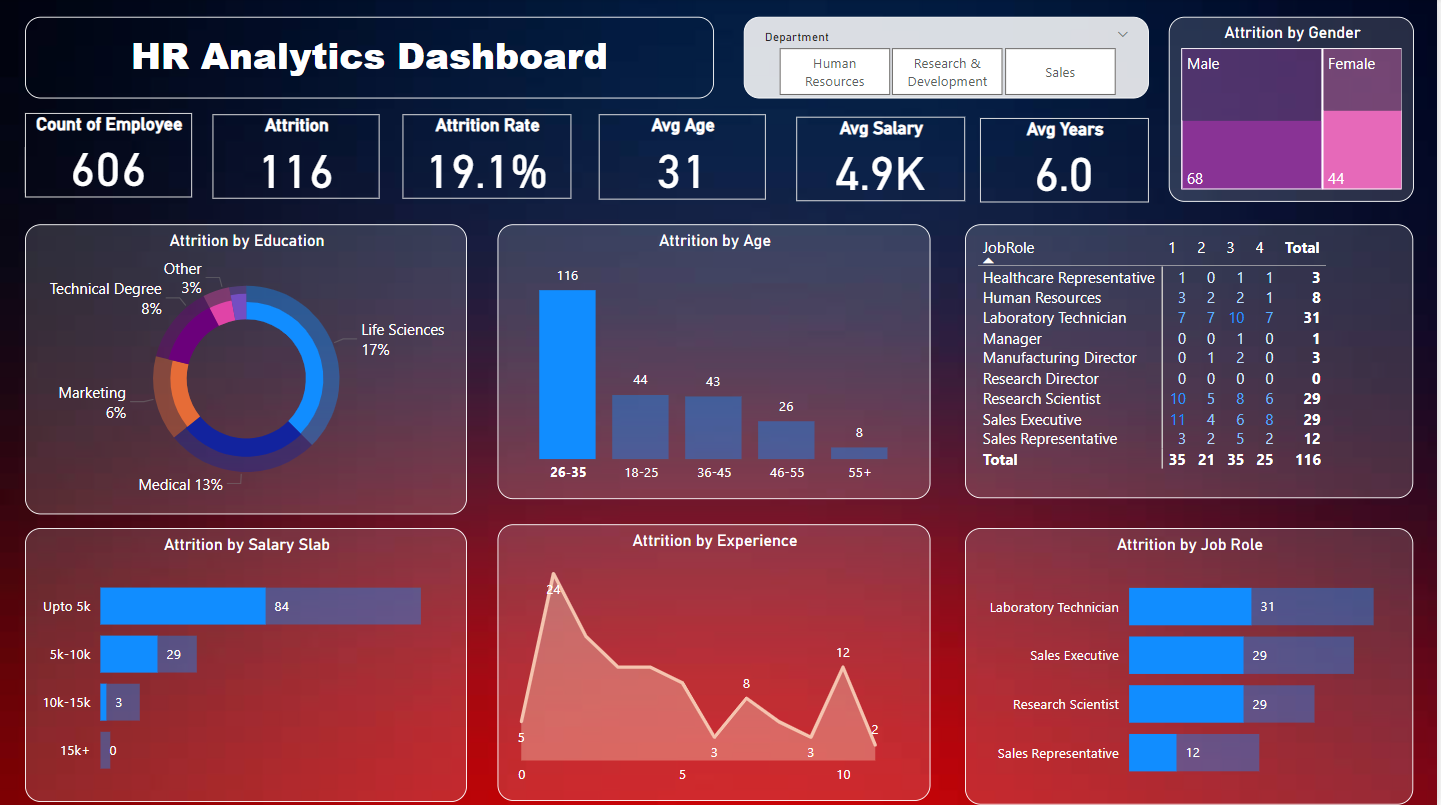 HR Analytics Dashboard
Department
Human
Resources
Research &
Development
Sales
Attrition by Gender
Male
Female
68
44
Count of Employee
606
Attrition
116
Attrition Rate
19.1%
Avg Age
31
Avg Salary
4.9K
Avg Years
6.0
Attrition by Education
Other
3%
Technical Degree
8%
Life Sciences
17%
Marketing
6%
Medical 13%
Attrition by Age
116
44
43
26
8
26-35 18-25 36-45 46-55 55+
JobRole 1 2 3 4 Total
Healthcare Representative 1 0 1 1 3
Human Resources 3 2 2 1 8
Laboratory Technician 7 7 10 7 31
Manager 0 0 1 0 1
Manufacturing Director 0 1 2 0 3
Research Director 0 0 0 0 0
Research Scientist 10 5 8 6 29
Sales Executive 11 4 6 8 29
Sales Representative 3 2 5 2 12
Total 35 21 35 25 116
Attrition by Salary Slab
Upto 5k 84
5k-10k 29
10k-15k 3
15k+ 0
Attrition by Experience
24
12
8
2
5
3
3
0 5 10
Attrition by Job Role
Laboratory Technician 31
Sales Executive 29
Research Scientist 29
Sales Representative 12